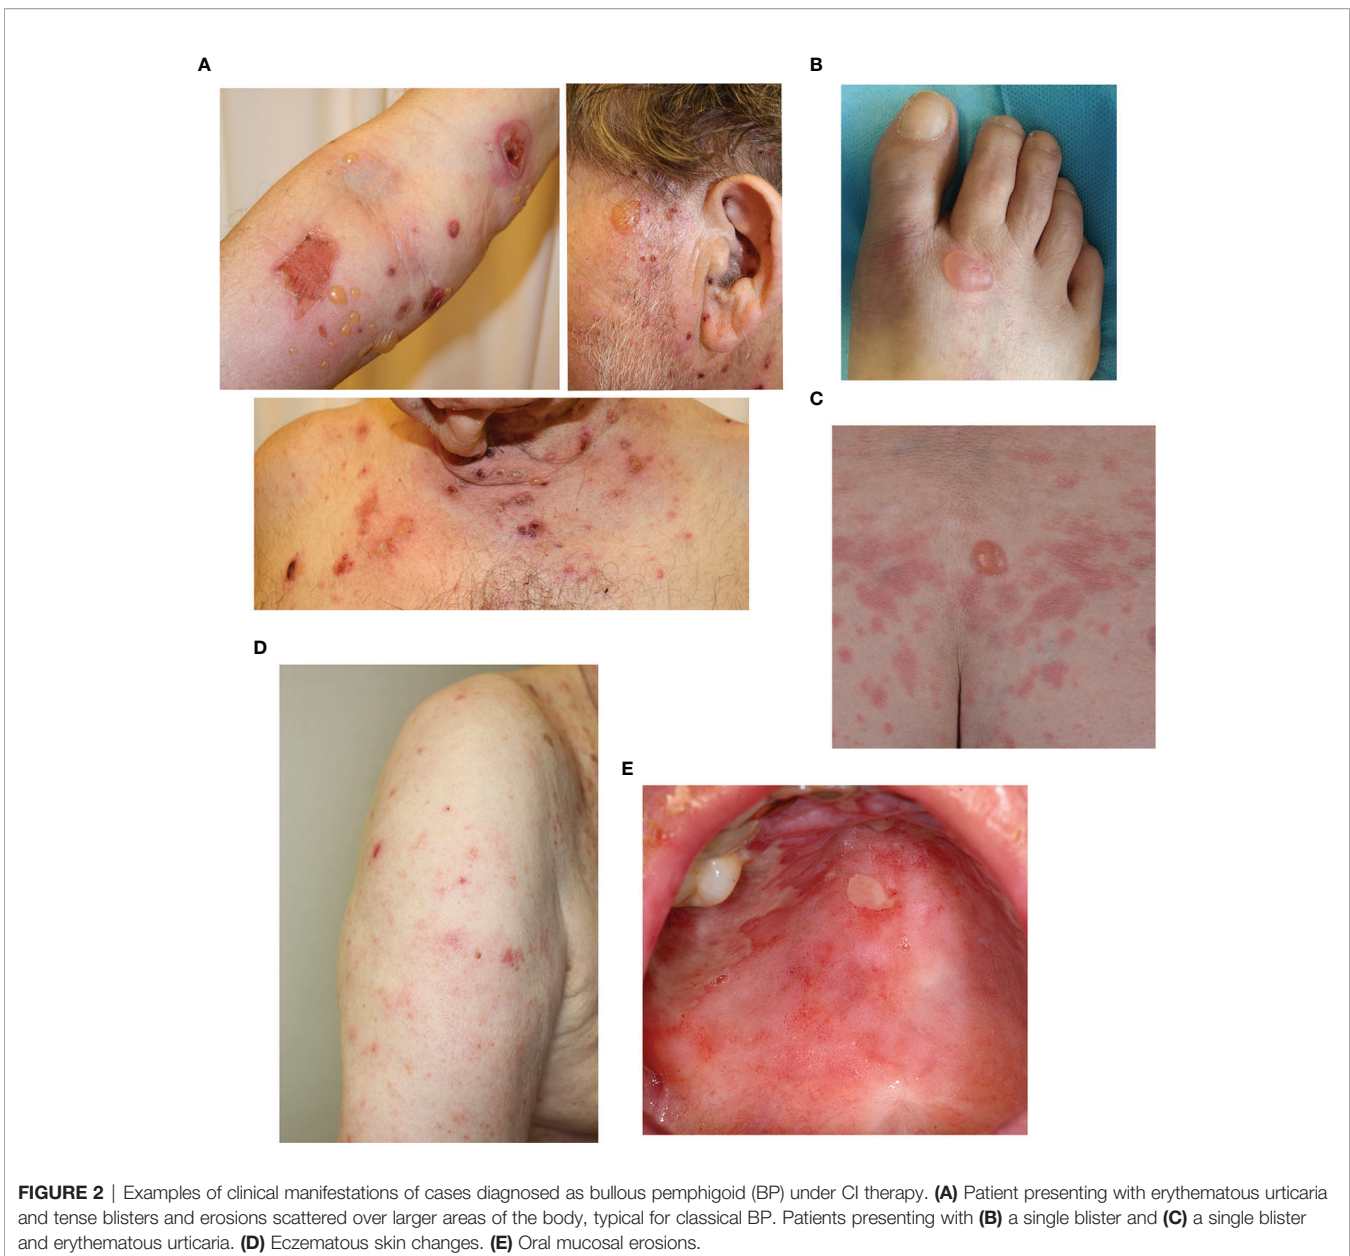 A
B
C
D
E
FIGURE 2 | Examples of clinical manifestations of cases diagnosed as bullous pemphigoid (BP) under CI therapy. (A) Patient presenting with erythematous urticaria
and tense blisters and erosions scattered over larger areas of the body, typical for classical BP. Patients presenting with (B) a single blister and (C) a single blister
and erythematous urticaria. (D) Eczematous skin changes. (E) Oral mucosal erosions.